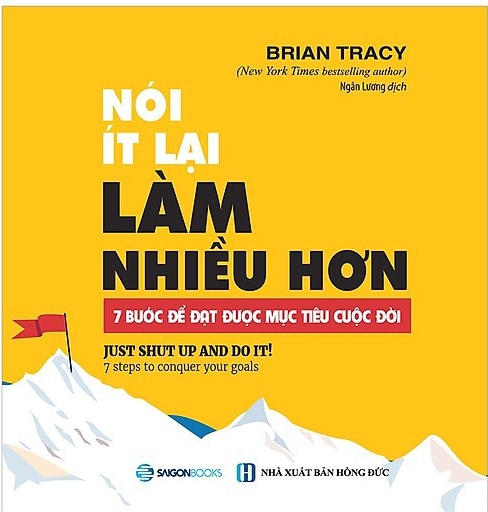 BRIAN TRACY
(New York Times bestselling author)
Ngân Lương dịch
NÓI
ÍT LẠI
LÀM
NHIỀU HƠN
7 BƯỚC ĐỂ ĐẠT ĐƯỢC MỤC TIÊU CUỘC ĐỜI
JUST SHUT UP AND DO IT!
7 steps to conquer your goals
SAIGONBOOKS
H NHÀ XUẤT BẢN HỒNG ĐỨC